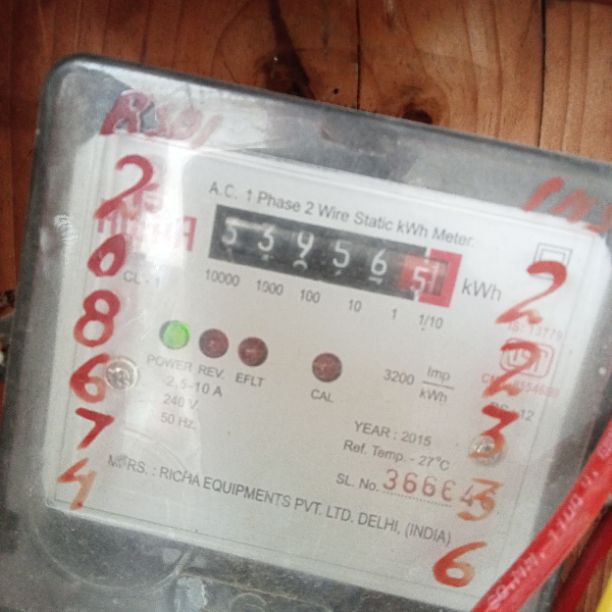 A.C. 1 Phase 2 Wire Static kWh Meter.
5 3 9 5 6 5
kWh
10000 1000 100 10 1 1/10
POWER REV. EFLT
CAL
3200 Imp
kWh
2,5-10 A
240 V.
50 Hz.
YEAR : 2015
Ref. Temp. - 27°C
SL. No.
MFRS. : RICHA EQUIPMENTS PVT. LTD. DELHI, (INDIA)
2
0
8
6
7
4
2
2
3
3
6